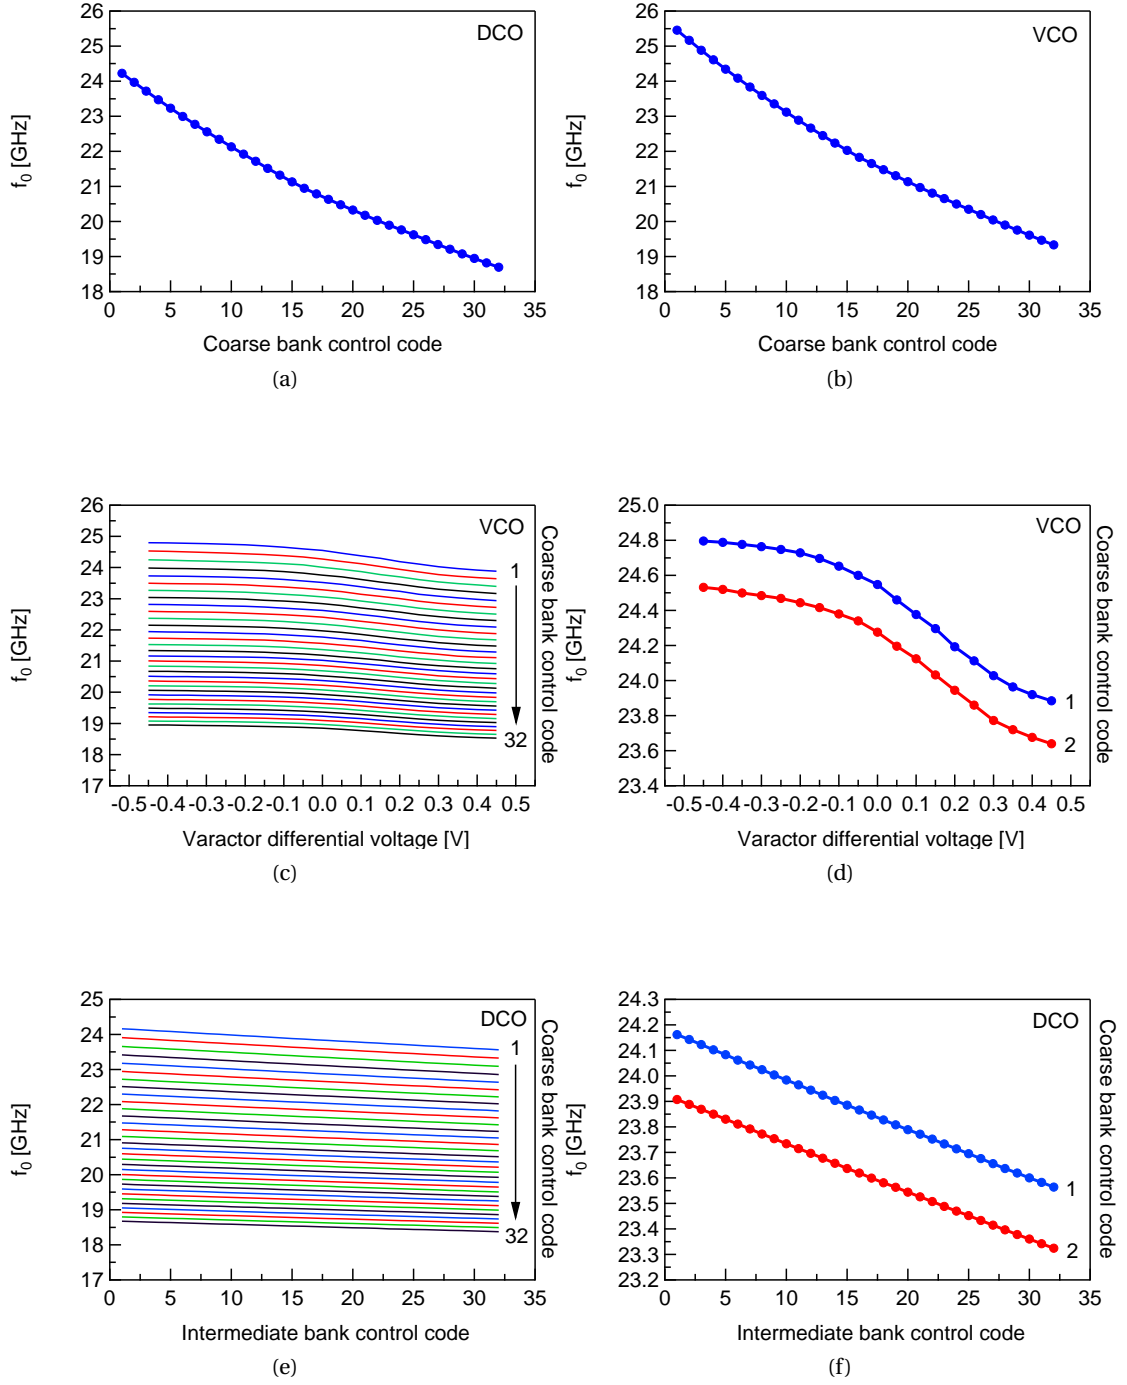 26
25
24
23
22
21
20
19
18
f0 [GHz]
DCO
0 5 10 15 20 25 30 35
Coarse bank control code
(a)
26
25
24
23
22
21
20
19
18
f0 [GHz]
VCO
0 5 10 15 20 25 30 35
Coarse bank control code
(b)
26
25
24
23
22
21
20
19
18
17
f0 [GHz]
VCO
1
32
Coarse bank control code
-0.5 -0.4 -0.3 -0.2 -0.1 0.0 0.1 0.2 0.3 0.4 0.5
Varactor differential voltage [V]
(c)
25.0
24.8
24.6
24.4
24.2
24.0
23.8
23.6
23.4
f0 [GHz]
VCO
1
2
Coarse bank control code
-0.5 -0.4 -0.3 -0.2 -0.1 0.0 0.1 0.2 0.3 0.4 0.5
Varactor differential voltage [V]
(d)
25
24
23
22
21
20
19
18
17
f0 [GHz]
DCO
1
32
Coarse bank control code
0 5 10 15 20 25 30 35
Intermediate bank control code
(e)
24.3
24.2
24.1
24.0
23.9
23.8
23.7
23.6
23.5
23.4
23.3
23.2
f0 [GHz]
DCO
1
2
Coarse bank control code
0 5 10 15 20 25 30 35
Intermediate bank control code
(f)